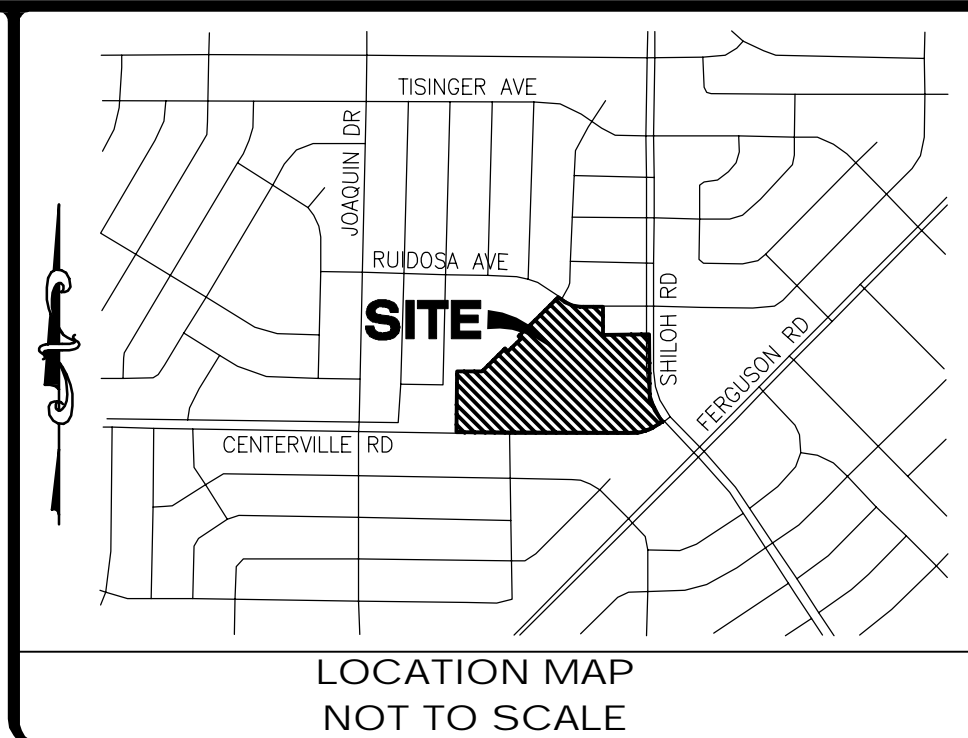 TISINGER AVE
JOAQUIN DR
RUIDOSA AVE
SITE
SHILOH RD
FERGUSON RD
CENTERVILLE RD
LOCATION MAP
NOT TO SCALE